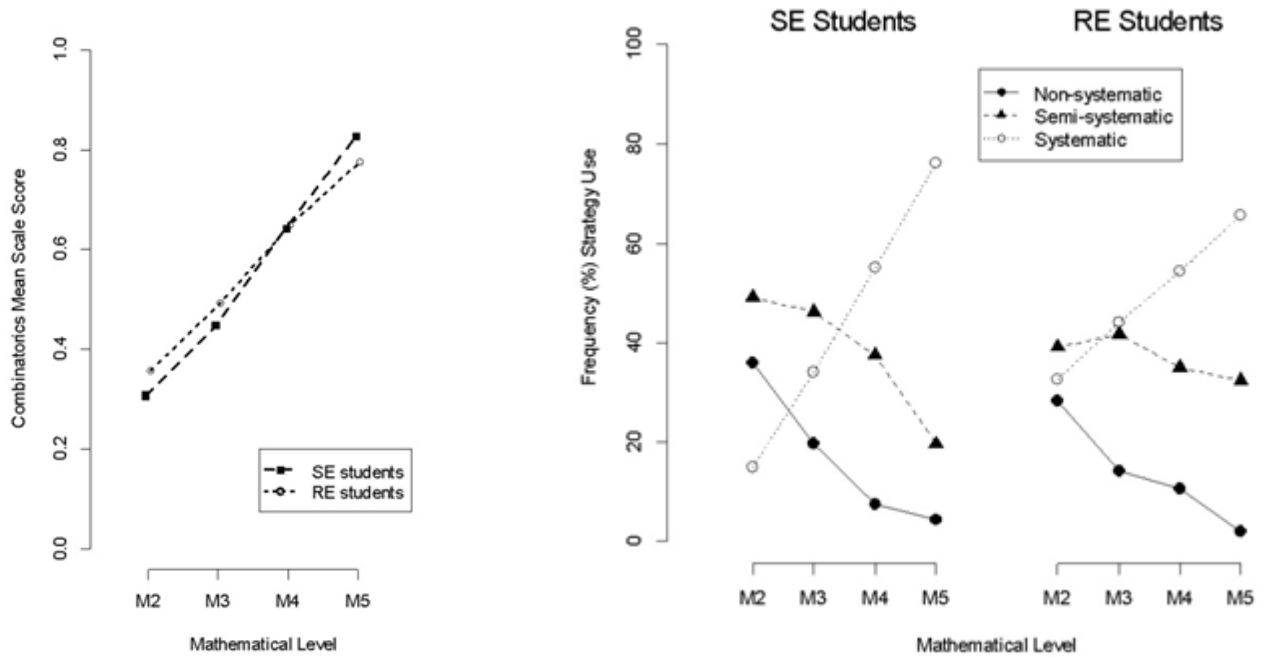 SE Students
RE Students
1.0
0.8
0.6
0.4
0.2
0.0
Combinatorics Mean Scale Score
SE students
RE students
M2 M3 M4 M5
Mathematical Level
100
80
60
40
20
0
Frequency (%) Strategy Use
Non-systematic
Semi-systematic
Systematic
M2 M3 M4 M5
M2 M3 M4 M5
Mathematical Level